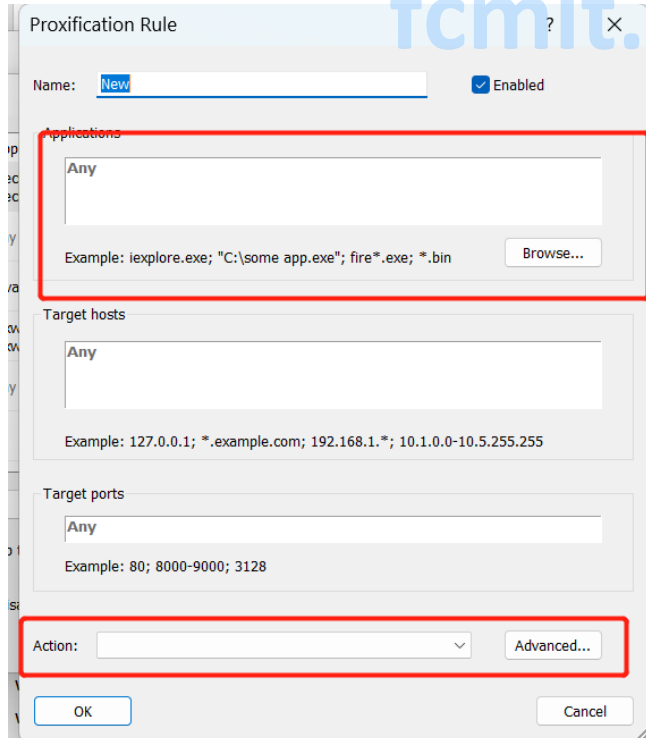 fcmit.
Proxification Rule ? ×
Name: New Enabled
Applications
Any
Example: iexplore.exe; "C:\some app.exe"; fire*.exe; *.bin Browse...
Target hosts
Any
Example: 127.0.0.1; *.example.com; 192.168.1.*; 10.1.0.0-10.5.255.255
Target ports
Any
Example: 80; 8000-9000; 3128
Action: Advanced...
OK Cancel